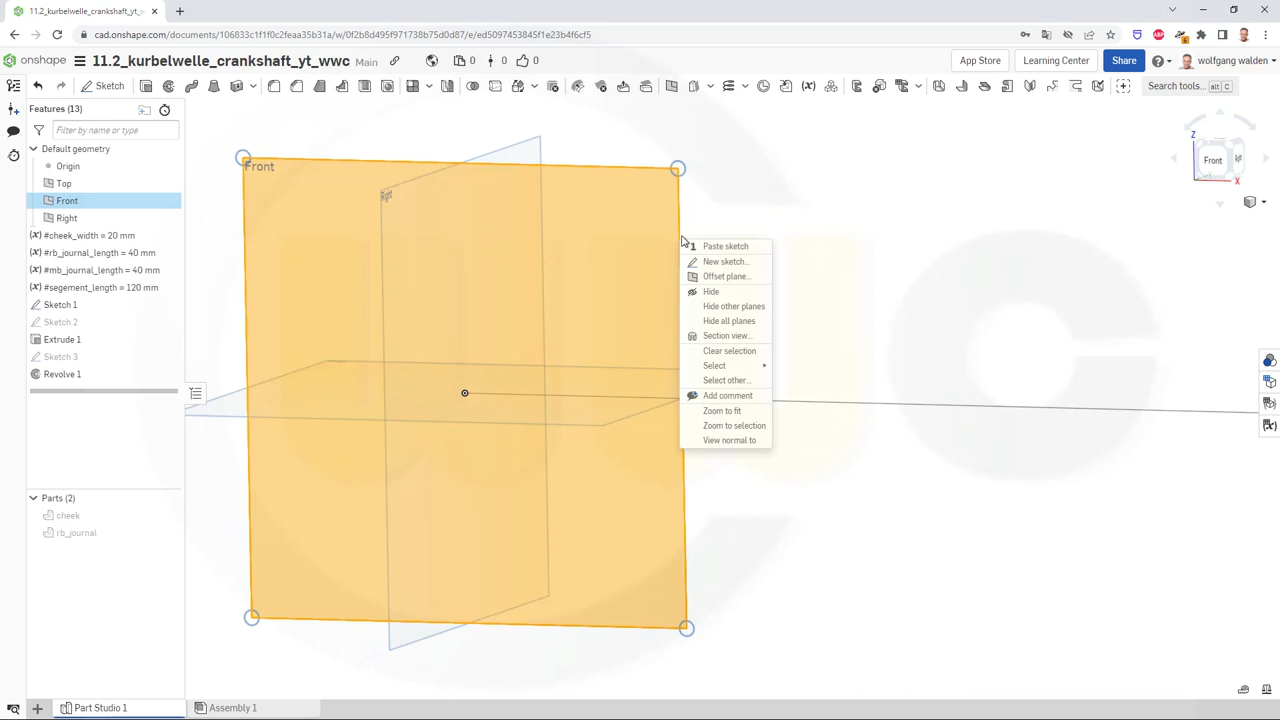 11.2_kurbelwelle_crankshaft_yt_w
cad.onshape.com/documents/106833c1f1f0c2feaa35b31a/w/0f2b8d495f971738b75d0d87/e/ed5097453845f1e23b4f6cf5
onshape
11.2_kurbelwelle_crankshaft_yt_wwc Main
0
0
0
App Store
Learning Center
Share
wolfgang walden
Sketch
Search tools... alt C
Features (13)
Filter by name or type
Default geometry
Origin
Top
Front
Right
(x) #cheek_width = 20 mm
(x) #rb_journal_length = 40 mm
(x) #mb_journal_length = 40 mm
(x) #segement_length = 120 mm
Sketch 1
Sketch 2
Extrude 1
Sketch 3
Revolve 1
Parts (2)
cheek
rb_journal
Front
Right
Paste sketch
New sketch...
Offset plane...
Hide
Hide other planes
Hide all planes
Section view...
Clear selection
Select
Select other...
Add comment
Zoom to fit
Zoom to selection
View normal to
Z
Front
X
Part Studio 1
Assembly 1